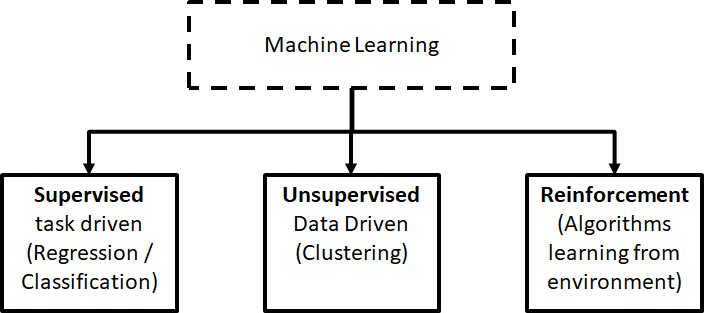 Machine Learning
Supervised
task driven
(Regression /
Classification)
Unsupervised
Data Driven
(Clustering)
Reinforcement
(Algorithms
learning from
environment)